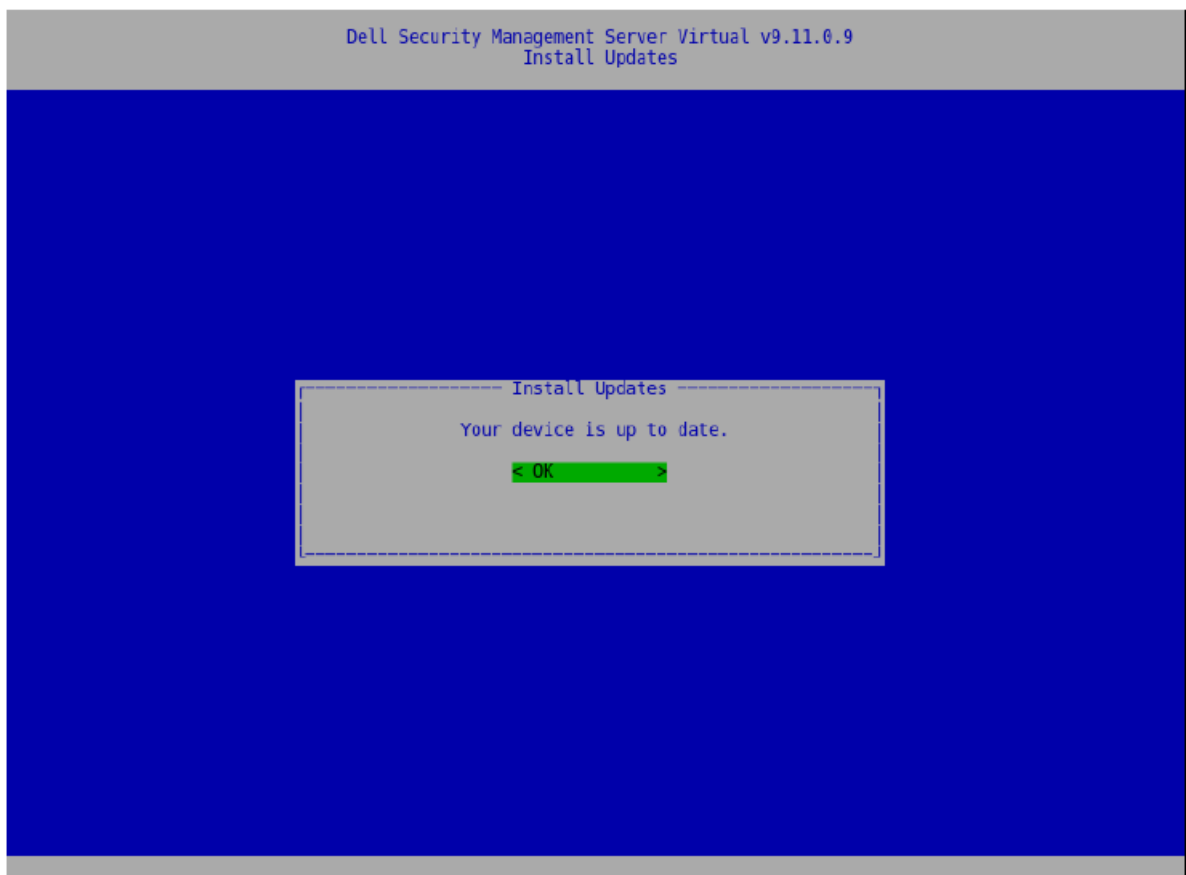 Dell Security Management Server Virtual v9.11.0.9
Install Updates
Install Updates
Your device is up to date.
< OK >